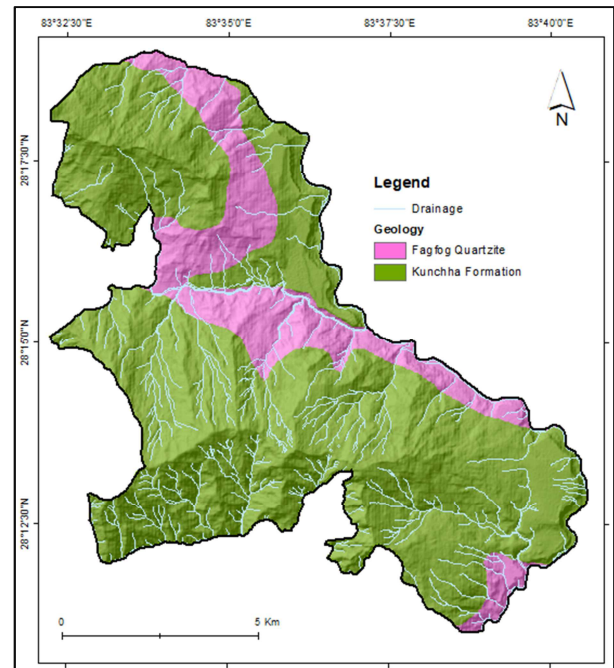 83°32'30"E 83°35'0"E 83°37'30"E 83°40'0"E
28°17'30"N
28°15'0"N
28°12'30"N
N
Legend
Drainage
Geology
Fagfog Quartzite
Kunchha Formation
0 5 Km